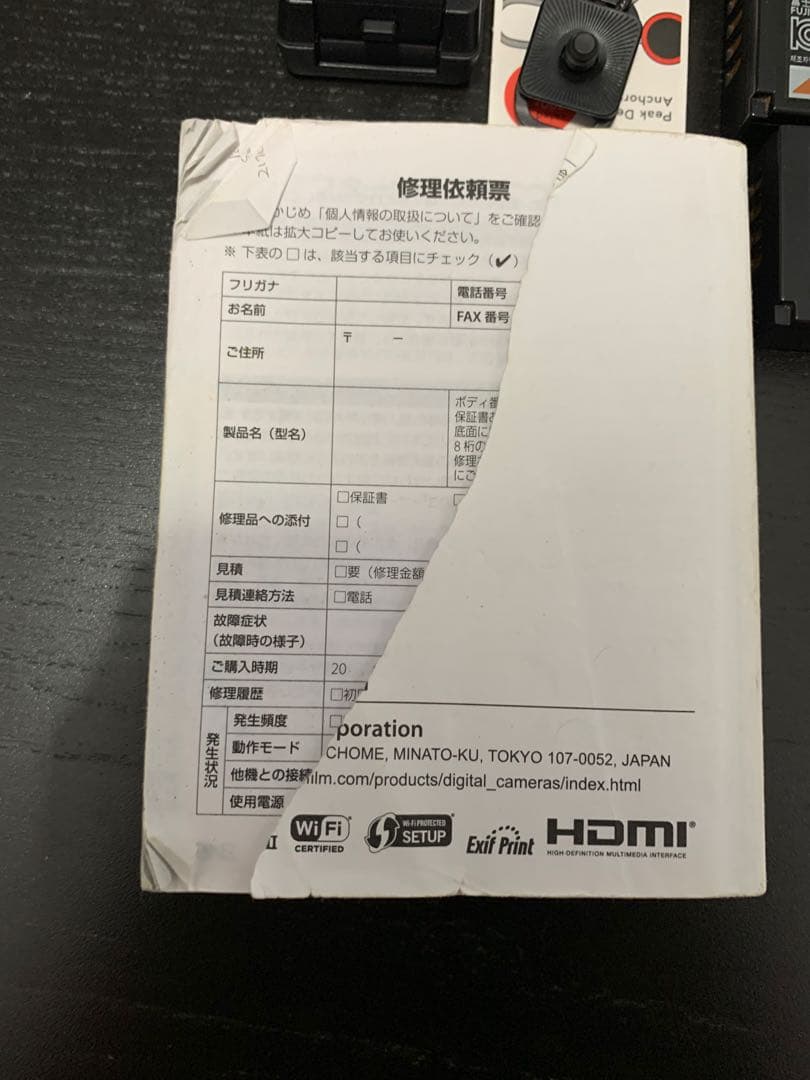 Peak De
Anchor
修理依頼票
かじめ「個人情報の取扱について」をご確認
本紙は拡大コピーしてお使いください。
※ 下表の □ は、該当する項目にチェック（✔）
フリガナ
電話番号
お名前
FAX 番号
ご住所
〒 －
製品名（型名）
ボディ番
保証書
底面に
8 桁の
修理
にご
修理品への添付
□保証書
□（
□（
見積
□要（修理金額
見積連絡方法
□電話
故障症状
（故障時の様子）
ご購入時期
20
修理履歴
□初
発生状況
発生頻度
□
動作モード
他機との接続
使用電源
poration
CHOME, MINATO-KU, TOKYO 107-0052, JAPAN
film.com/products/digital_cameras/index.html
Wi Fi
CERTIFIED
Wi-Fi PROTECTED
SETUP
Exif Print
HDMI®
HIGH-DEFINITION MULTIMEDIA INTERFACE